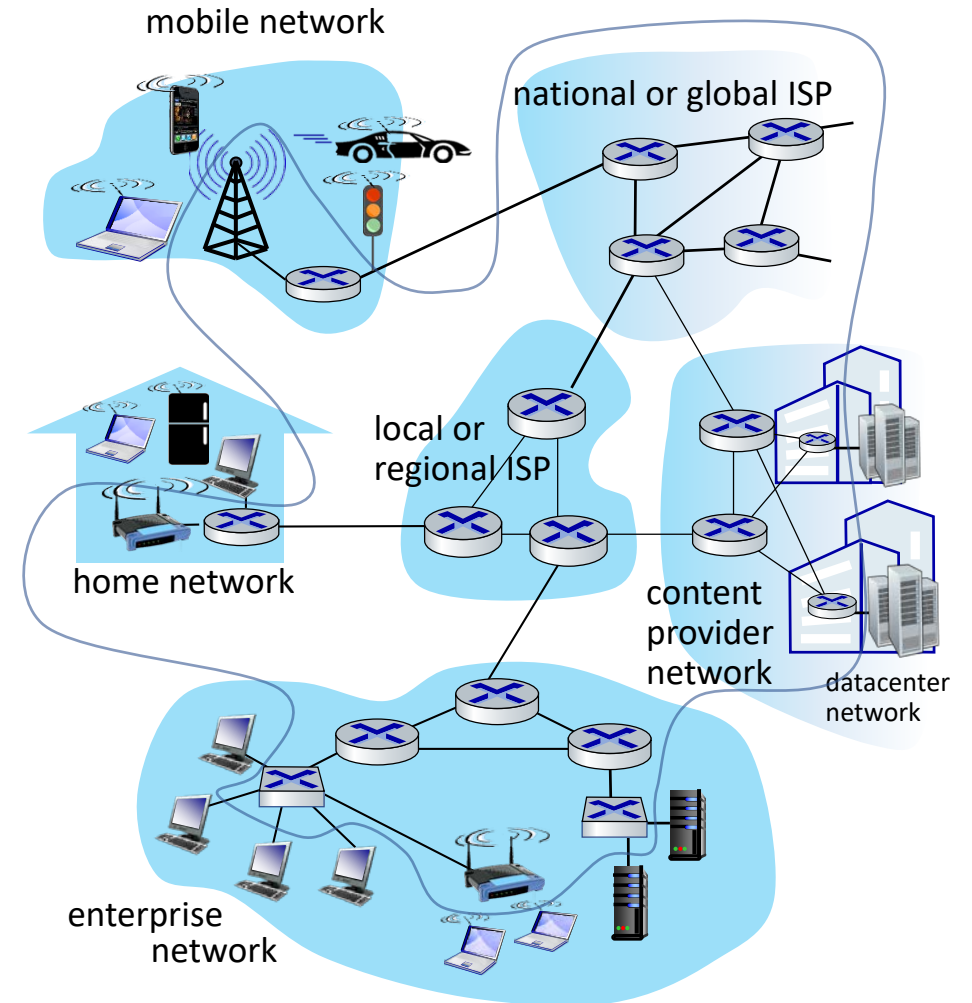 mobile network
national or global ISP
local or
regional ISP
home network
content
provider
network
datacenter
network
enterprise
network